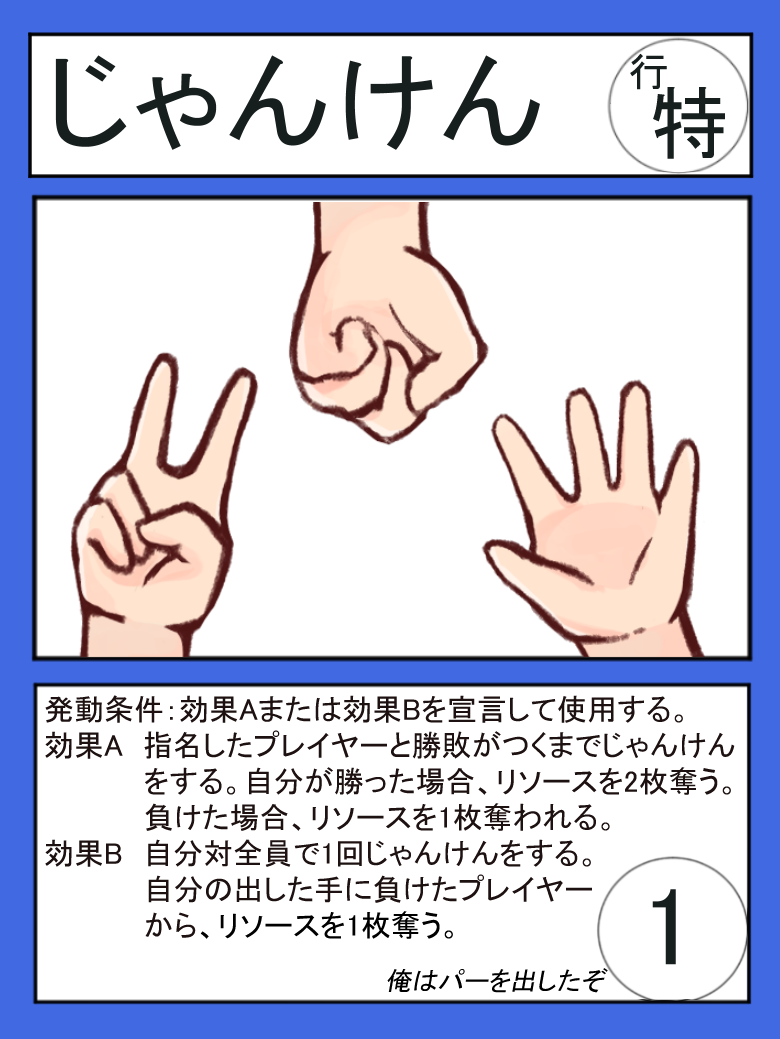 じゃんけん
行
特
発動条件：効果Aまたは効果Bを宣言して使用する。
効果A　指名したプレイヤーと勝敗がつくまでじゃんけん
をする。自分が勝った場合、リソースを2枚奪う。
負けた場合、リソースを1枚奪われる。
効果B　自分対全員で1回じゃんけんをする。
自分の出した手に負けたプレイヤー
から、リソースを1枚奪う。
1
俺はパーを出したぞ